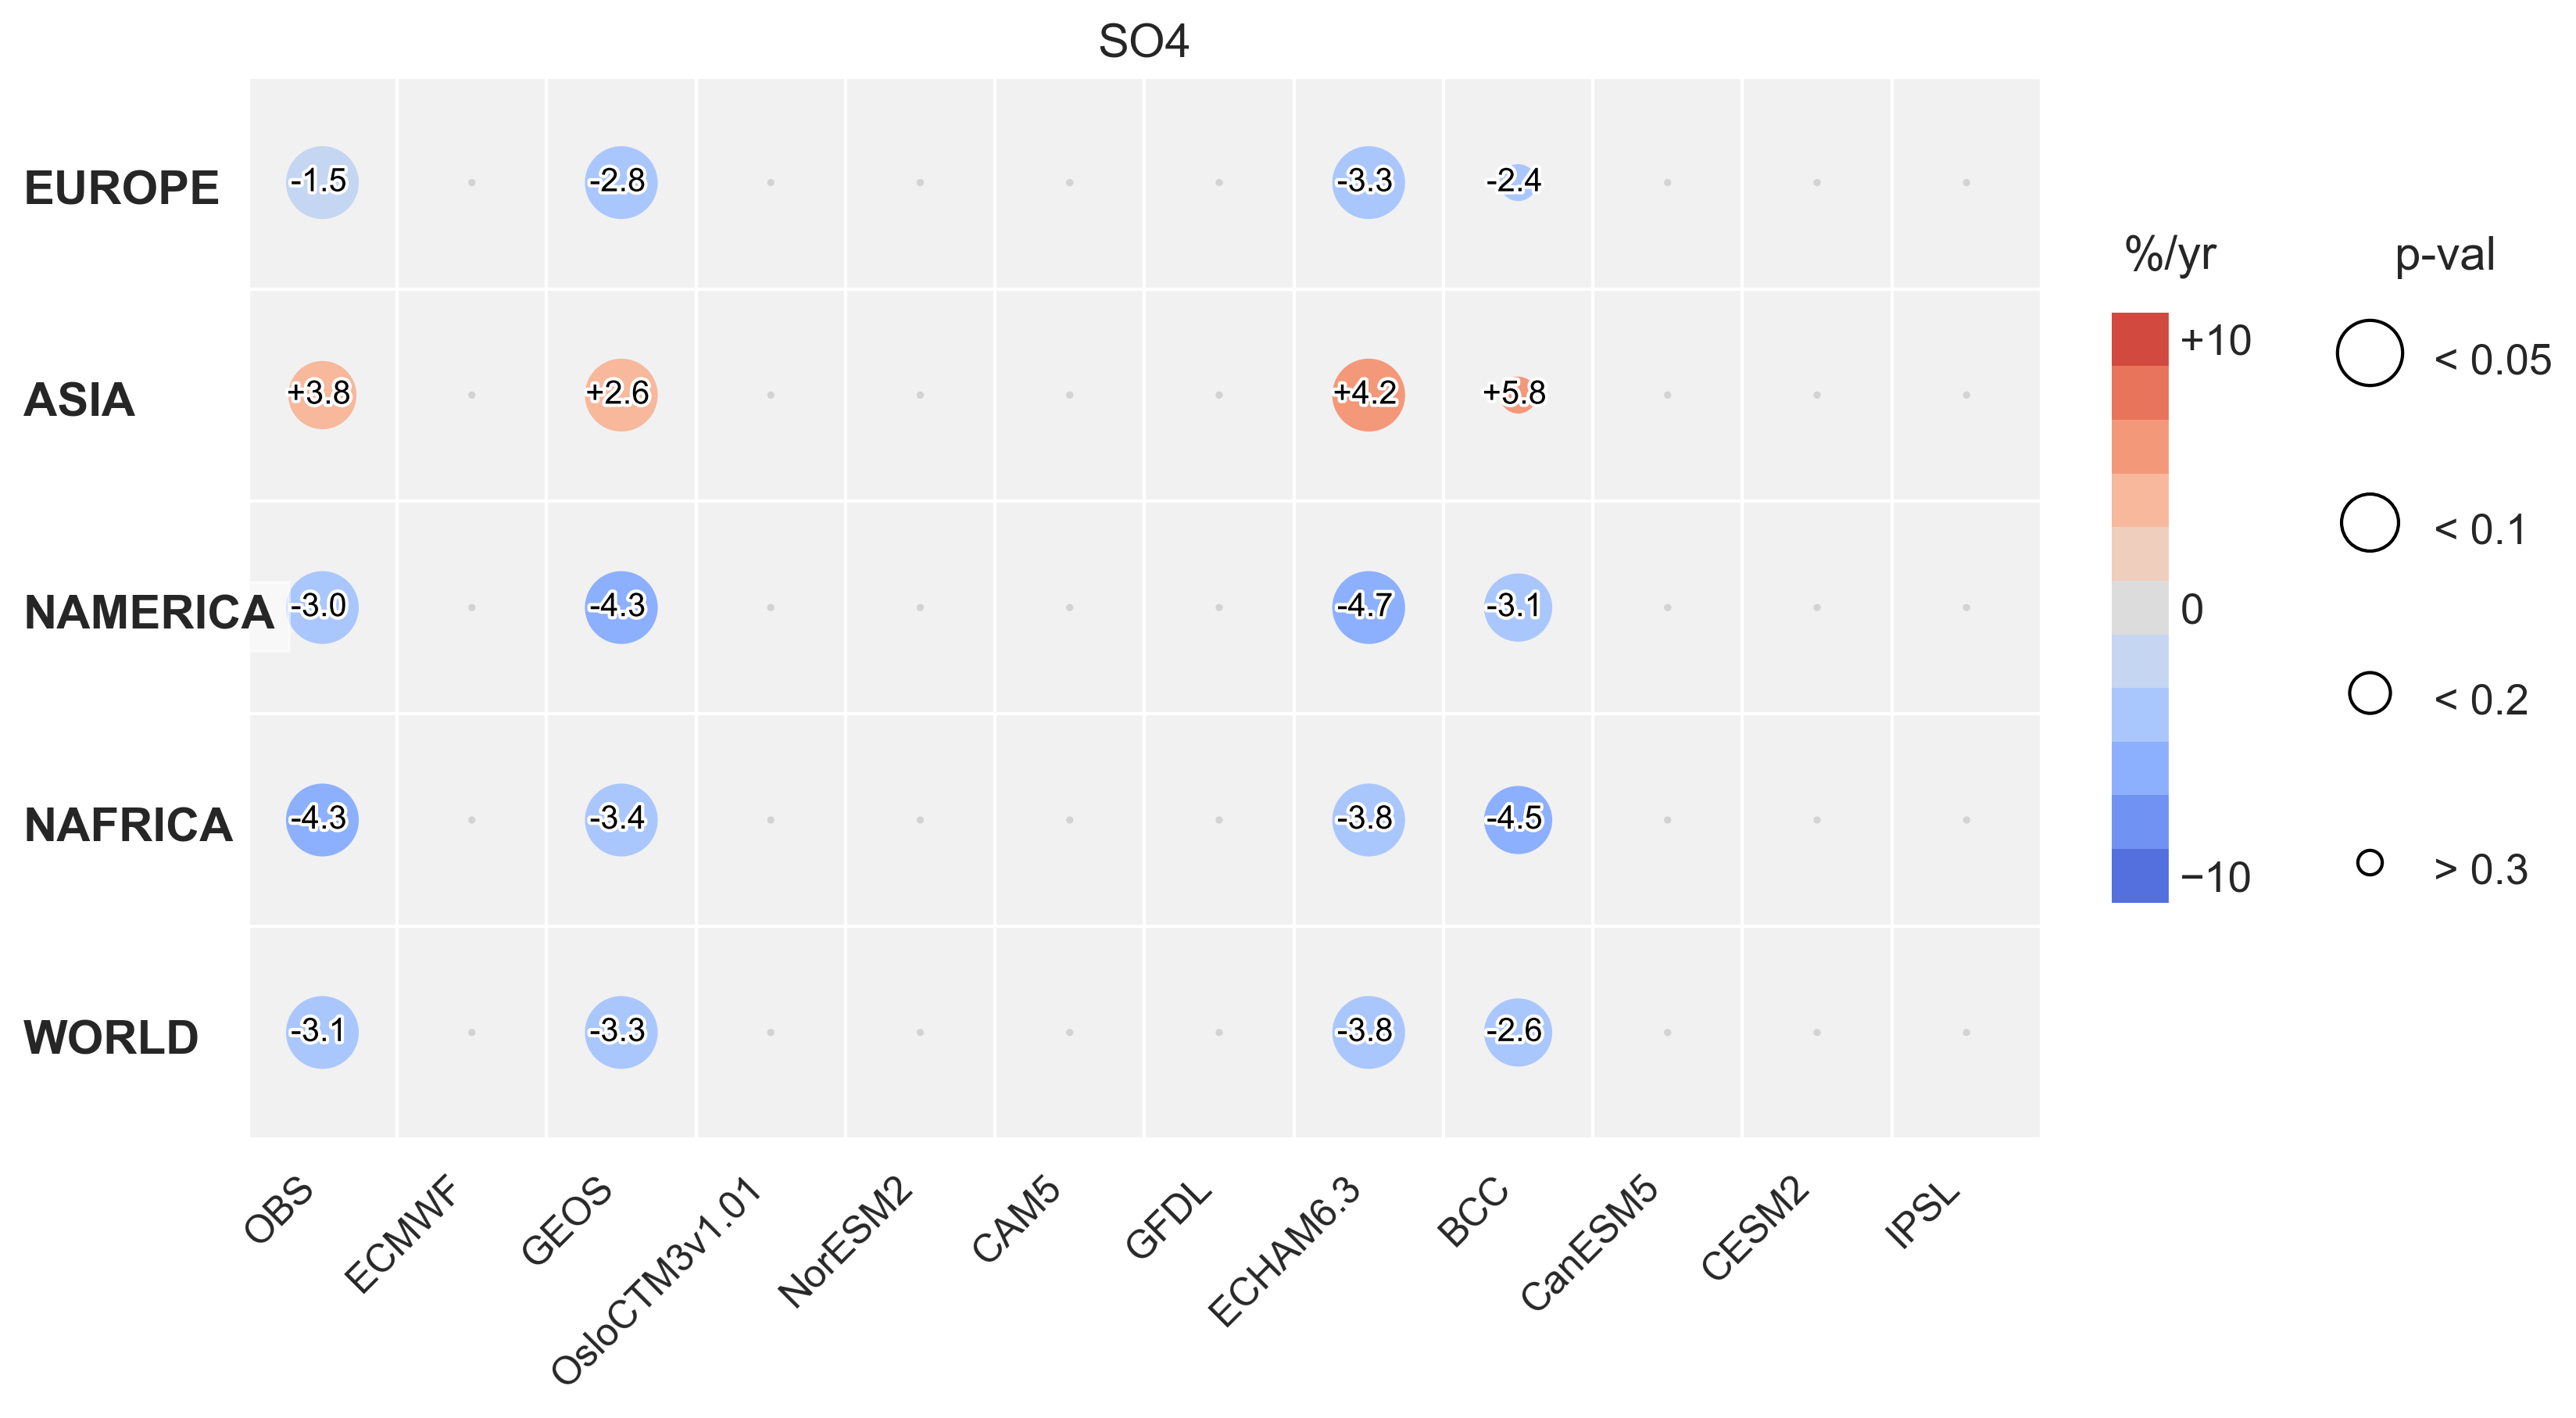 SO4
EUROPE -1.5 -2.8 -3.3 -2.4
ASIA +3.8 +2.6 +4.2 +5.8
NAMERICA -3.0 -4.3 -4.7 -3.1
NAFRICA -4.3 -3.4 -3.8 -4.5
WORLD -3.1 -3.3 -3.8 -2.6
OBS ECMWF GEOS OsloCTM3v1.01 NorESM2 CAM5 GFDL ECHAM6.3 BCC CanESM5 CESM2 IPSL
%/yr
+10
0
−10
p-val
< 0.05
< 0.1
< 0.2
> 0.3